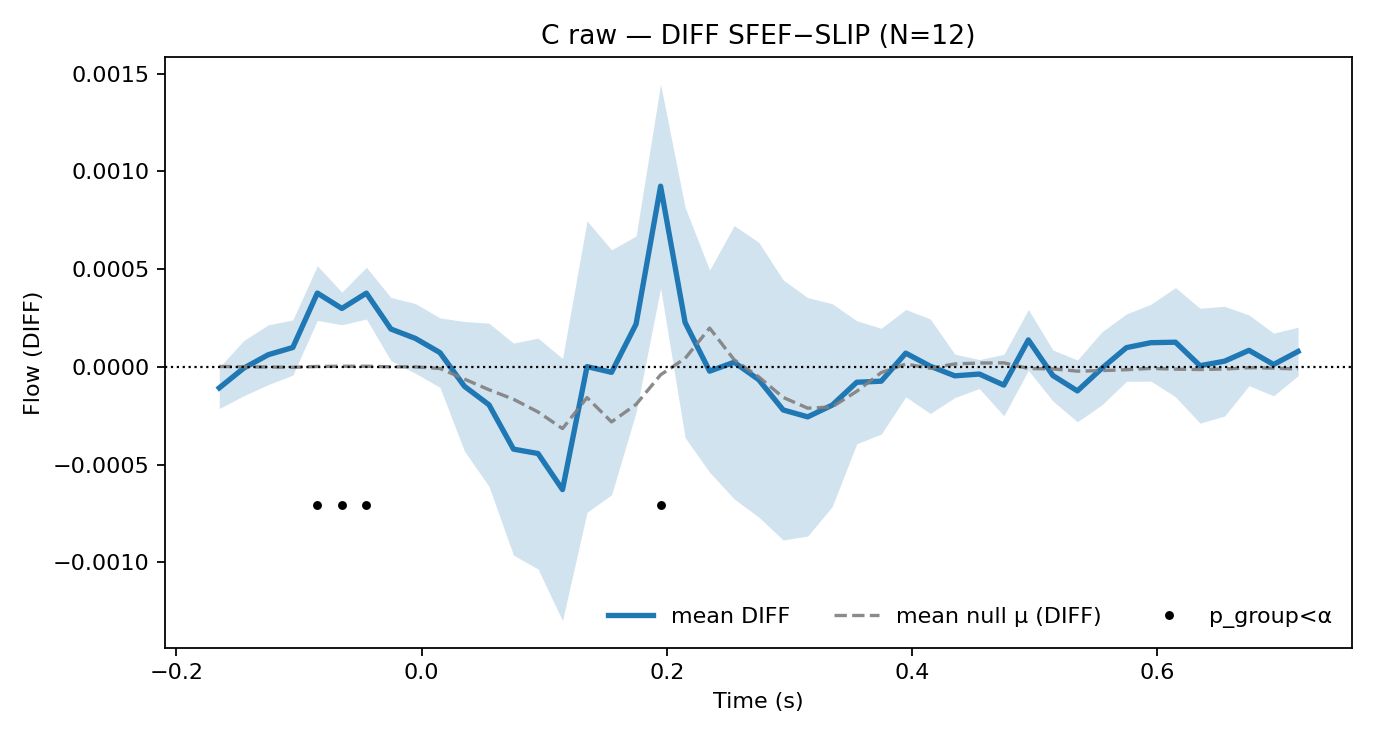 C raw — DIFF SFEF−SLIP (N=12)
0.0015
0.0010
0.0005
0.0000
−0.0005
−0.0010
Flow (DIFF)
mean DIFF
mean null μ (DIFF)
p_group<α
−0.2
0.0
0.2
0.4
0.6
Time (s)